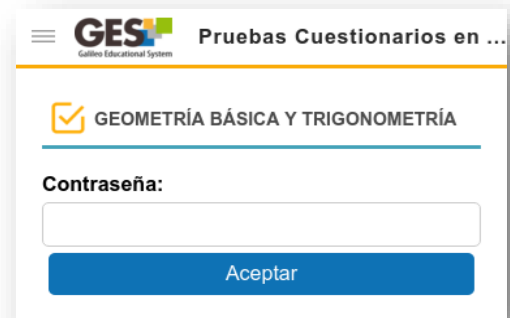 GES
Galileo Educational System
Pruebas Cuestionarios en ...
GEOMETRÍA BÁSICA Y TRIGONOMETRÍA
Contraseña:
Aceptar